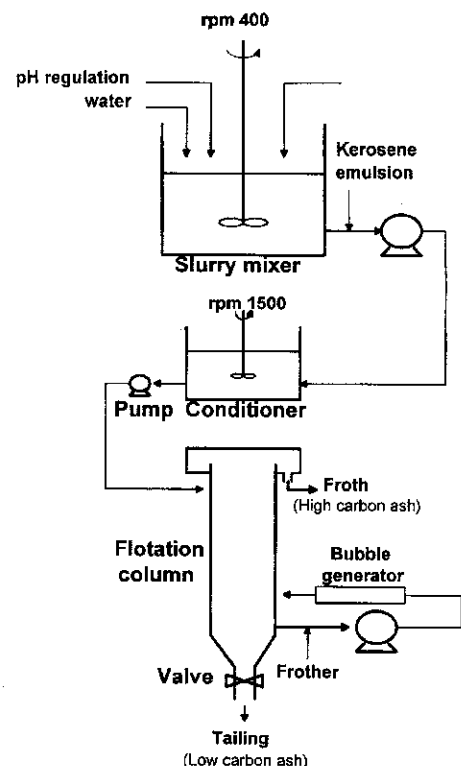 rpm 400
pH regulation
water
Kerosene
emulsion
Slurry mixer
rpm 1500
Pump Conditioner
Froth
(High carbon ash)
Flotation
column
Bubble
generator
Frother
Valve
Tailing
(Low carbon ash)